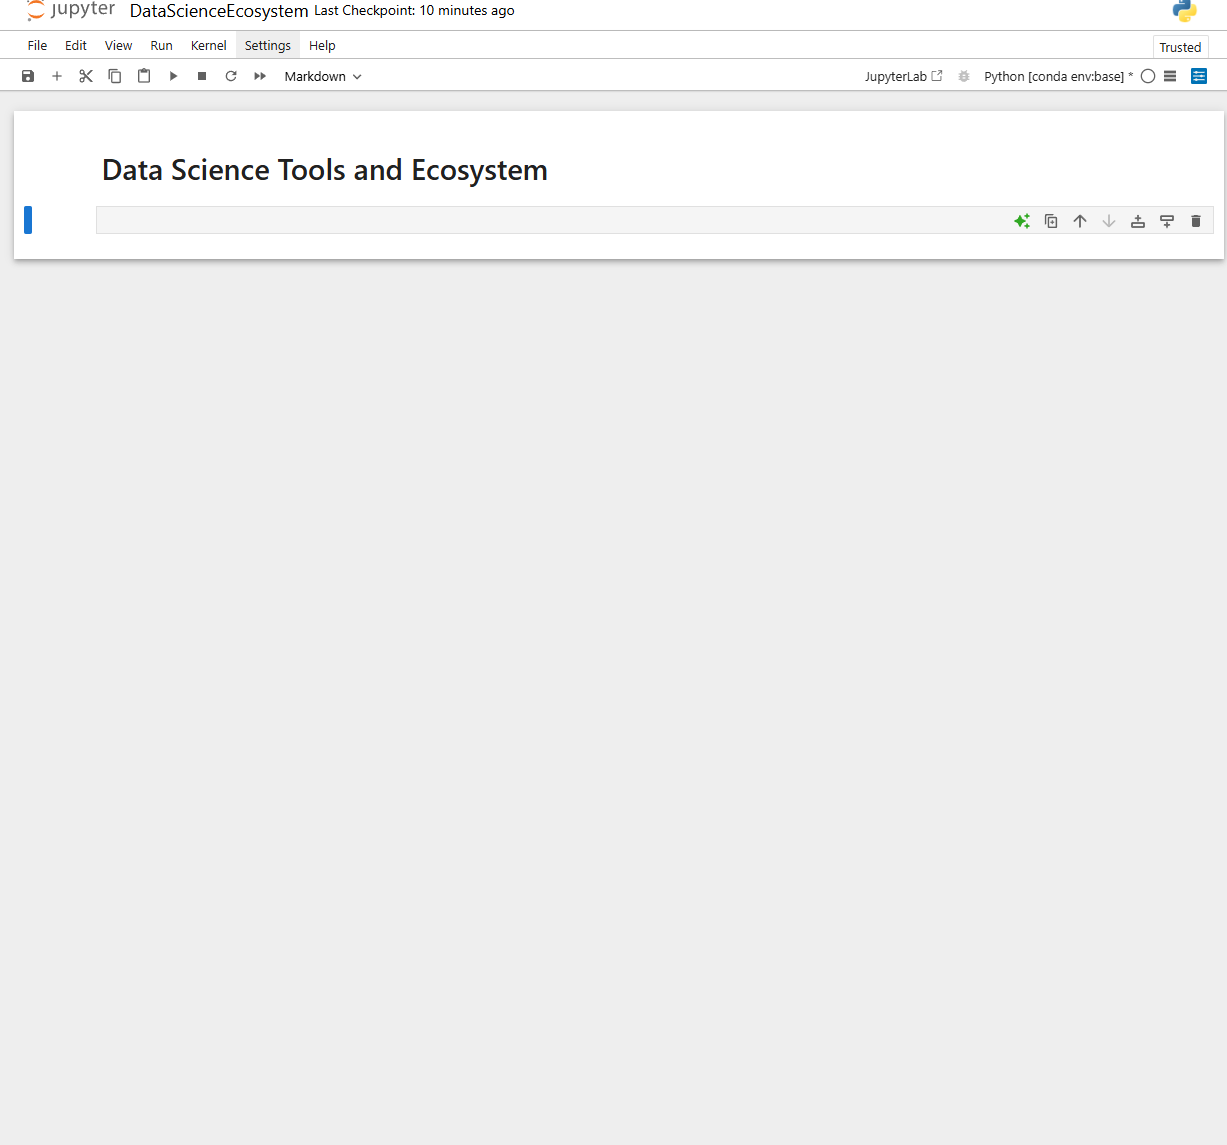 jupyter DataScienceEcosystem Last Checkpoint: 10 minutes ago
File Edit View Run Kernel Settings Help Trusted
Markdown JupyterLab Python [conda env:base] *
Data Science Tools and Ecosystem